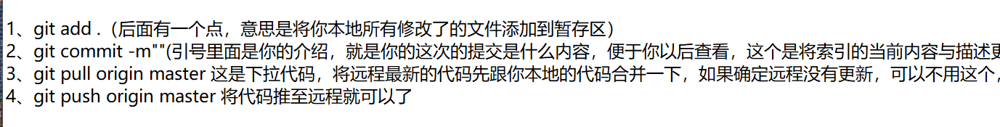 1、git add .（后面有一个点，意思是将你本地所有修改了的文件添加到暂存区）
2、git commit -m""(引号里面是你的介绍，就是你的这次的提交是什么内容，便于你以后查看，这个是将索引的当前内容与描述更
3、git pull origin master 这是下拉代码，将远程最新的代码先跟你本地的代码合并一下，如果确定远程没有更新，可以不用这个，
4、git push origin master 将代码推至远程就可以了